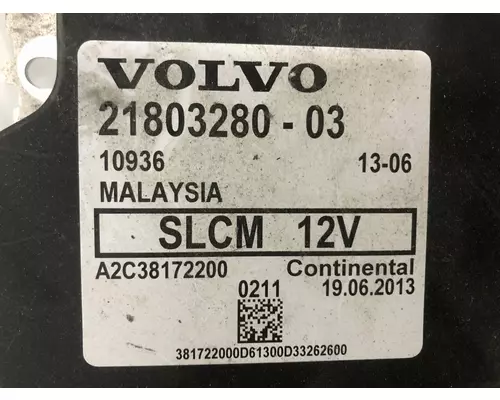 VOLVO
21803280 - 03
10936 13-06
MALAYSIA
SLCM 12V
A2C38172200 Continental
0211 19.06.2013
381722000D61300D33262600